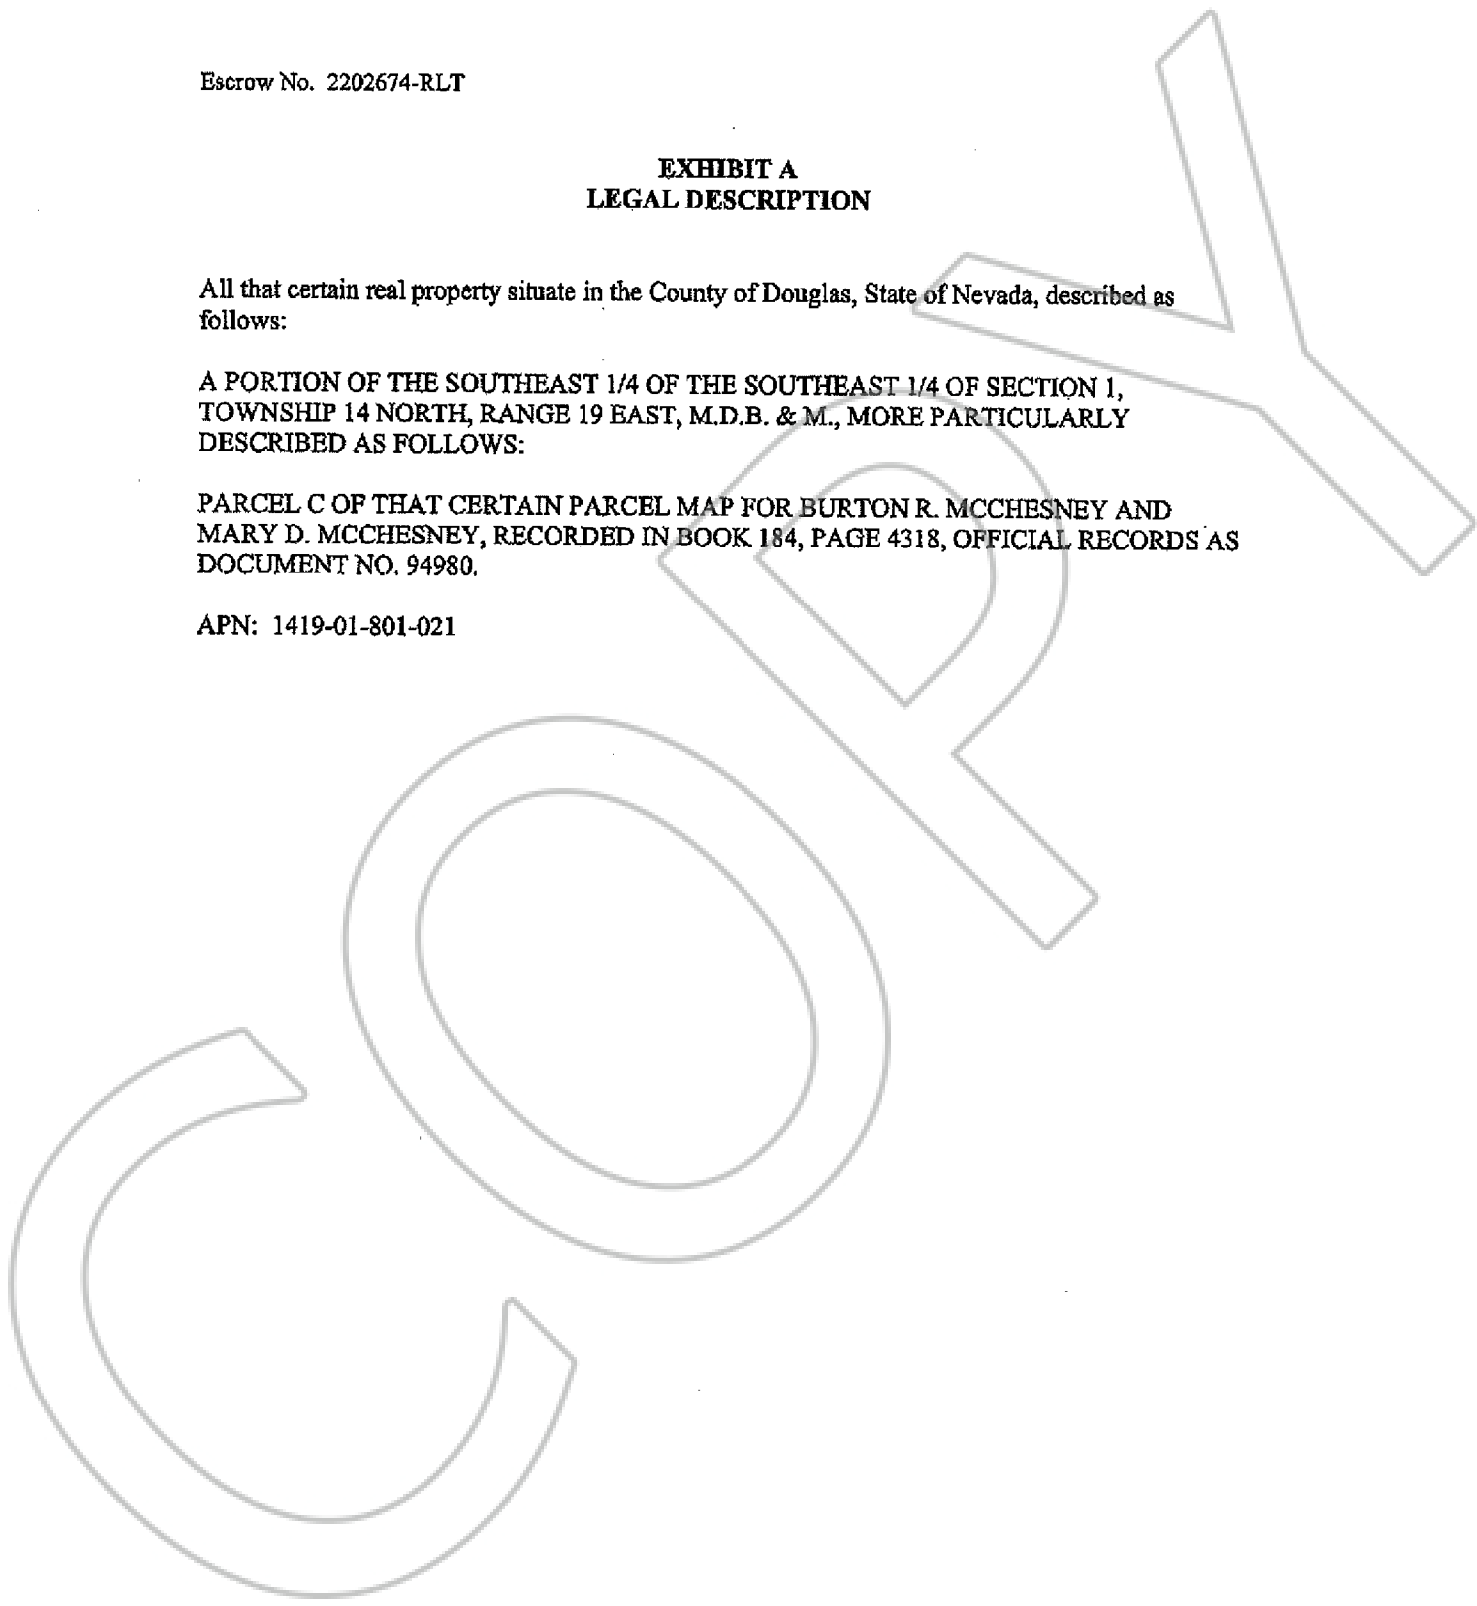 Escrow No. 2202674-RLT
EXHIBIT A
LEGAL DESCRIPTION
All that certain real property situate in the County of Douglas, State of Nevada, described as
follows:
A PORTION OF THE SOUTHEAST 1/4 OF THE SOUTHEAST 1/4 OF SECTION 1,
TOWNSHIP 14 NORTH, RANGE 19 EAST, M.D.B. & M., MORE PARTICULARLY
DESCRIBED AS FOLLOWS:
PARCEL C OF THAT CERTAIN PARCEL MAP FOR BURTON R. MCCHESNEY AND
MARY D. MCCHESNEY, RECORDED IN BOOK 184, PAGE 4318, OFFICIAL RECORDS AS
DOCUMENT NO. 94980.
APN: 1419-01-801-021
COPY